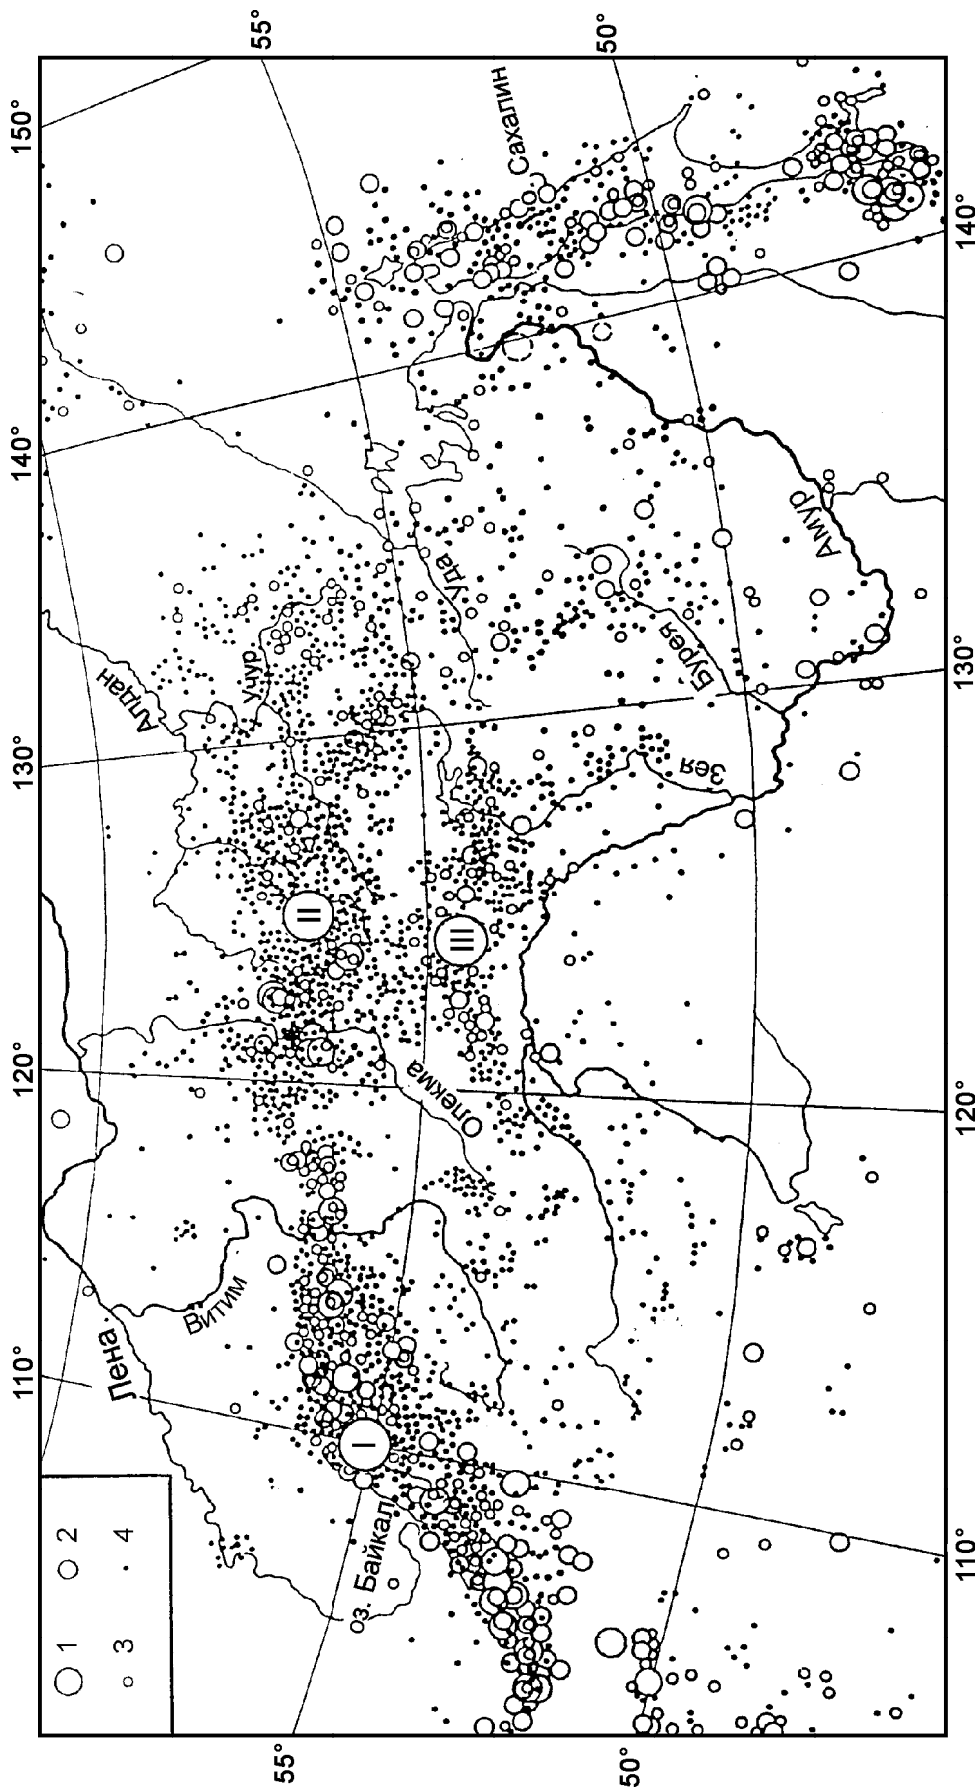 110° 120° 130° 140° 150°
1 2
3 4
Лена
Алдан
Витим
Учур
55°
55°
II
I
оз. Байкал
Олекма
Уда
III
Сахалин
50°
50°
Бурея
Зея
Амур
110° 120° 130° 140°